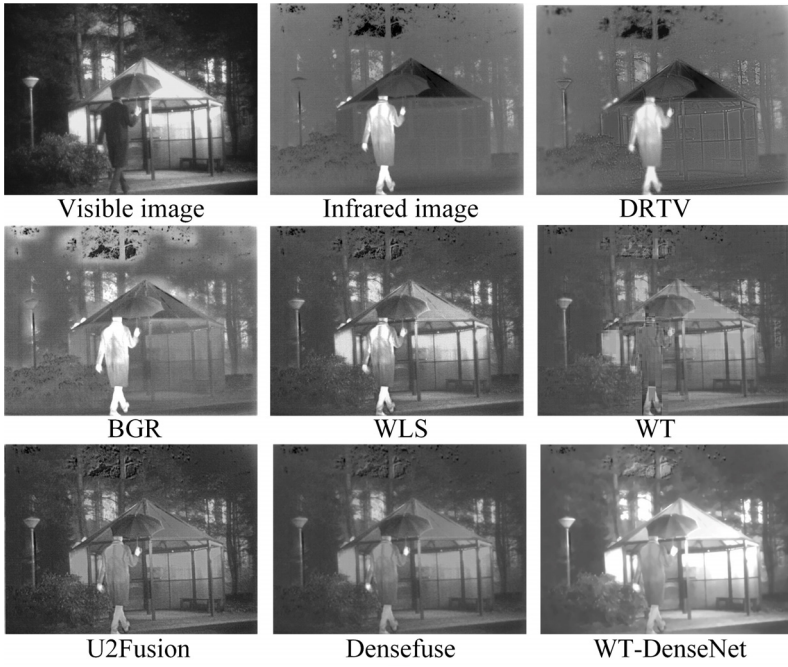 Visible image
Infrared image
DRTV
BGR
WLS
WT
U2Fusion
Densefuse
WT-DenseNet